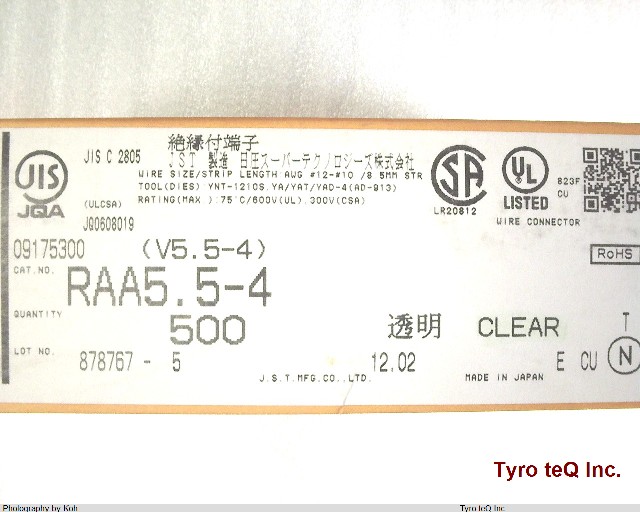 絶縁付端子
JIS C 2805
JST 製造 日圧スーパーテクノロジーズ株式会社
WIRE SIZE/STRIP LENGTH AWG #12-#10 /8.5MM STR
TOOL(DIES) YNT-1210S.YA/YAT/YAD-4(AD-913)
RATING(MAX ):75°C/600V(UL).300V(CSA)
JIS
JQA
(ULCSA)
JQ0608019
SA
LR20812
UL
LISTED
823F
CU
WIRE CONNECTOR
RoHS
09175300
(V5.5-4)
CAT.NO.
RAA5.5-4
QUANTITY
500
透明 CLEAR
T
LOT NO.
878767 - 5
12.02
E CU N
J.S.T.MFG.CO.,LTD.
MADE IN JAPAN
Tyro teQ Inc.
Photography by Koh
Tyro teQ Inc